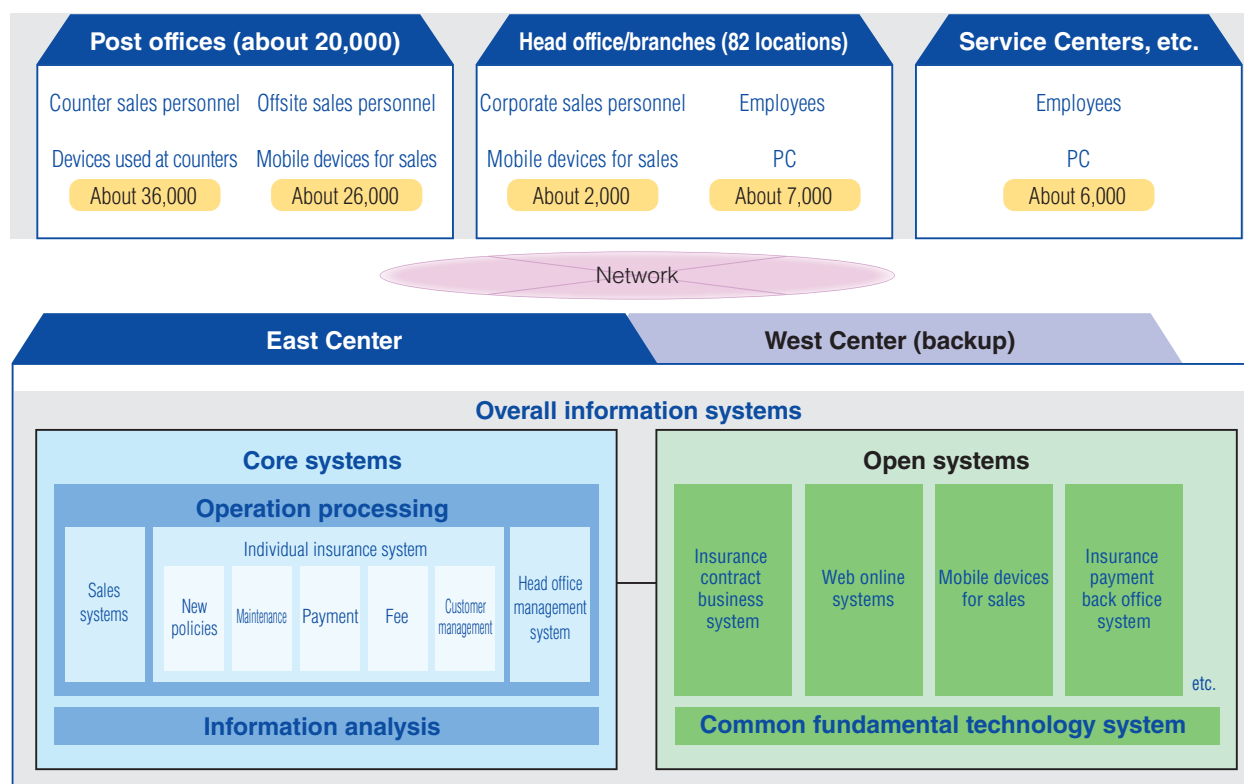 Post offices (about 20,000)
Counter sales personnel
Offsite sales personnel
Devices used at counters
Mobile devices for sales
About 36,000
About 26,000
Head office/branches (82 locations)
Corporate sales personnel
Employees
Mobile devices for sales
PC
About 2,000
About 7,000
Service Centers, etc.
Employees
PC
About 6,000
Network
East Center
West Center (backup)
Overall information systems
Core systems
Operation processing
Sales
systems
Individual insurance system
New
policies
Maintenance
Payment
Fee
Customer
management
Head office
management
system
Information analysis
Open systems
Insurance
contract
business
system
Web online
systems
Mobile devices
for sales
Insurance
payment
back office
system
etc.
Common fundamental technology system